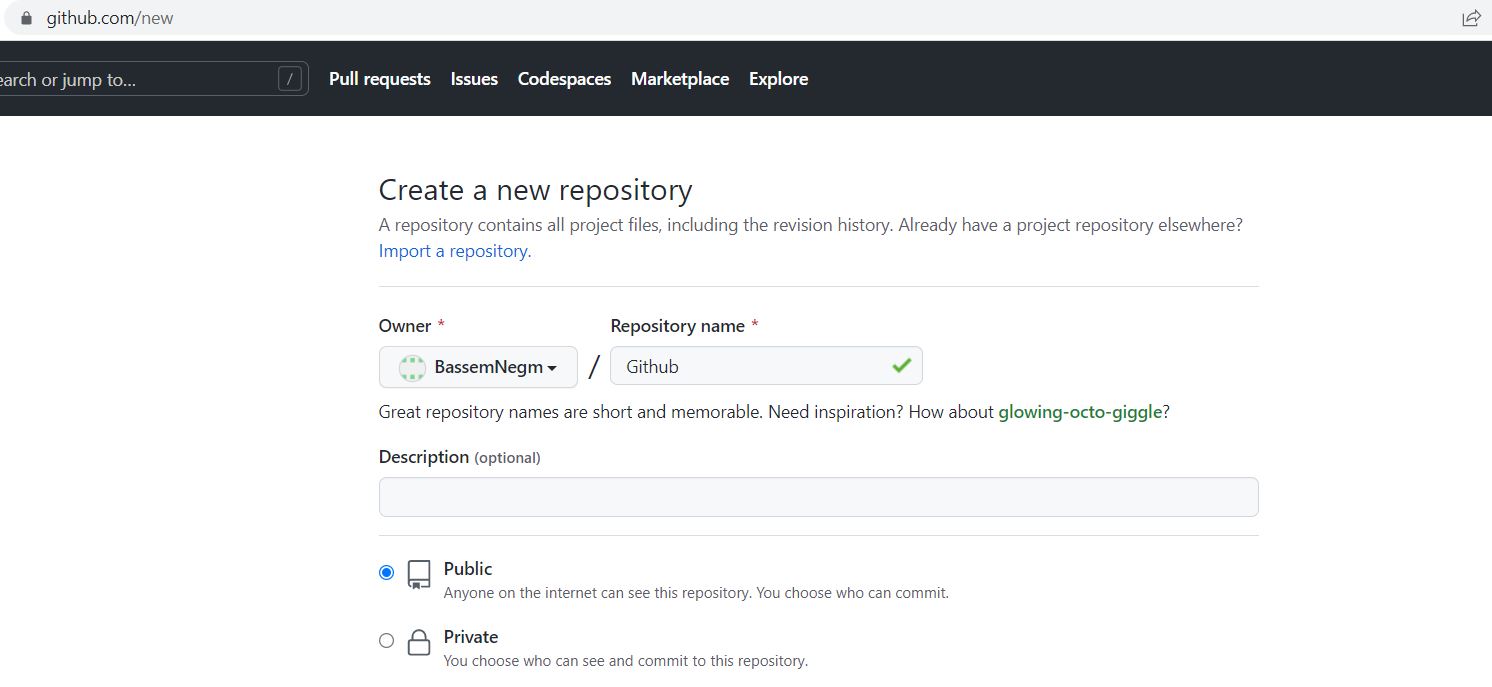 github.com/new
earch or jump to... / Pull requests Issues Codespaces Marketplace Explore
Create a new repository
A repository contains all project files, including the revision history. Already have a project repository elsewhere?
Import a repository.
Owner * Repository name *
BassemNegm / Github
Great repository names are short and memorable. Need inspiration? How about glowing-octo-giggle?
Description (optional)
Public
Anyone on the internet can see this repository. You choose who can commit.
Private
You choose who can see and commit to this repository.